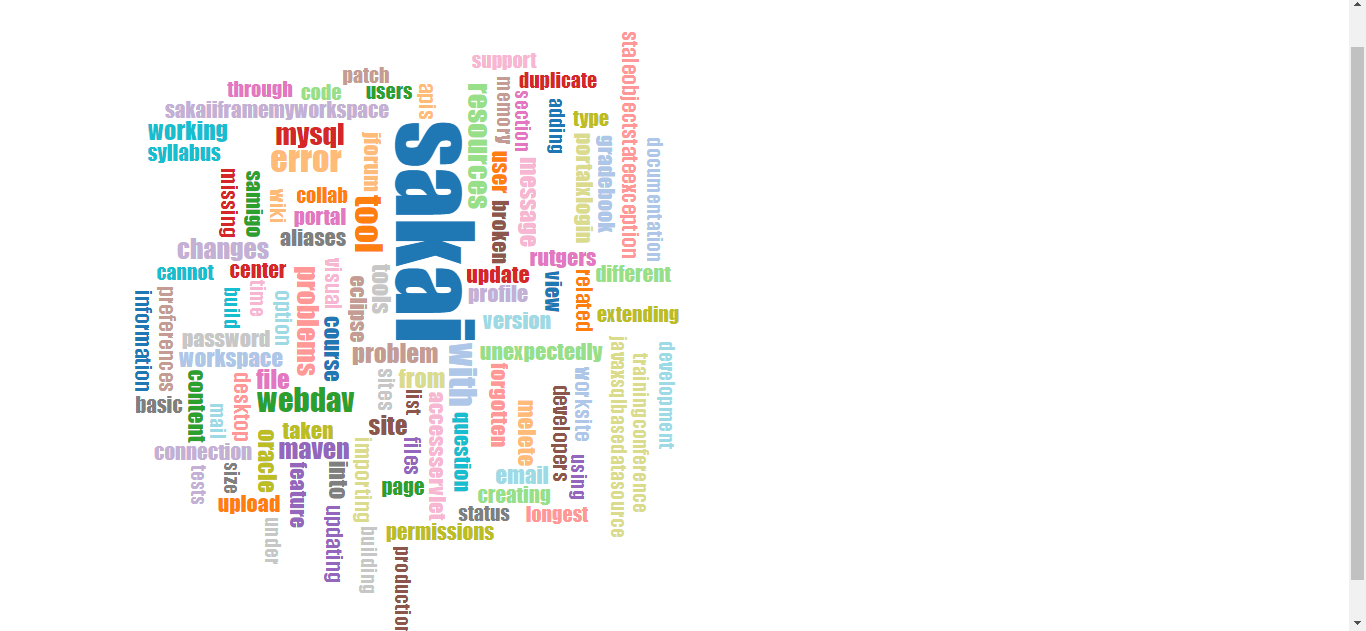 support
patch
through
code
users
apis
duplicate
sakaiiframemyworkspace
resources
memory
section
ading
type
staleobjectstateexception
working
mysql
sakai
syllabus
error
jforum
user
message
portalxlogin
gradebook
documentation
missing
samigo
wiki
collab
tool
portal
broken
aliases
changes
rutgers
cannot
center
problems
visual
tools
update
view
related
different
information
preferences
build
time
option
course
eclipse
profile
extending
version
password
workspace
problem
with
unexpectedly
javaxsqlbasedatasource
trainingconference
development
content
desktop
file
sites
from
forgotten
worksite
basic
mail
webdav
list
accessservlet
developers
melete
site
question
connection
oracle
taken
maven
importing
files
using
tests
size
feature
into
email
upload
page
creating
status
longest
under
updating
building
permissions
production